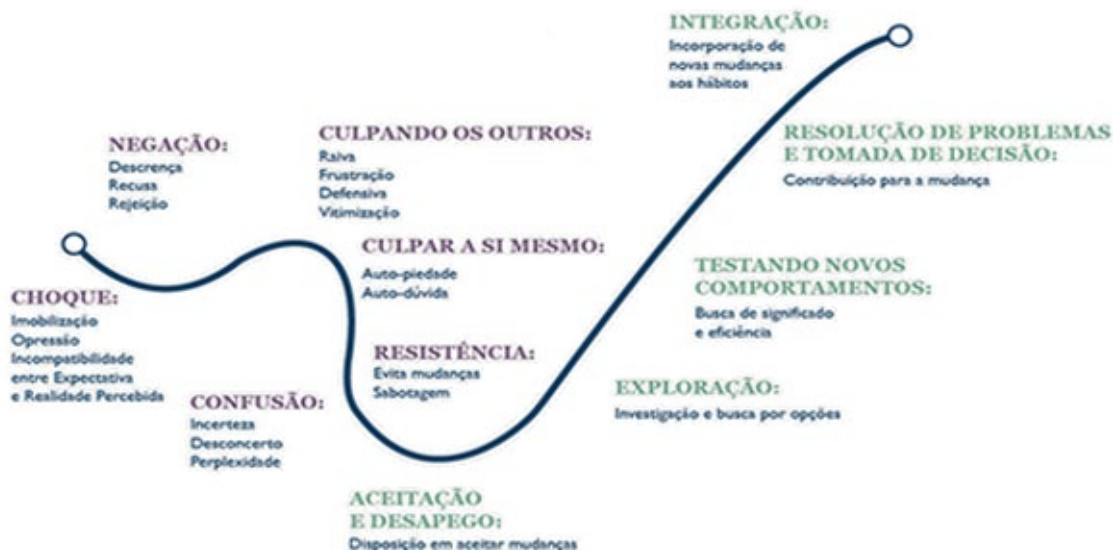 INTEGRAÇÃO:
Incorporação de
novas mudanças
aos hábitos
NEGAÇÃO:
Descrença
Recusa
Rejeição
CULPANDO OS OUTROS:
Raiva
Frustração
Defensiva
Vitimização
RESOLUÇÃO DE PROBLEMAS
E TOMADA DE DECISÃO:
Contribuição para a mudança
CULPAR A SI MESMO:
Auto-piedade
Auto-dúvida
TESTANDO NOVOS
COMPORTAMENTOS:
Busca de significado
e eficiência
CHOQUE:
Imobilização
Opressão
Incompatibilidade
entre Expectativa
e Realidade Percebida
RESISTÊNCIA:
Evita mudanças
Sabotagem
EXPLORAÇÃO:
Investigação e busca por opções
CONFUSÃO:
Incerteza
Desconcerto
Perplexidade
ACEITAÇÃO
E DESAPEGO:
Disposição em aceitar mudanças